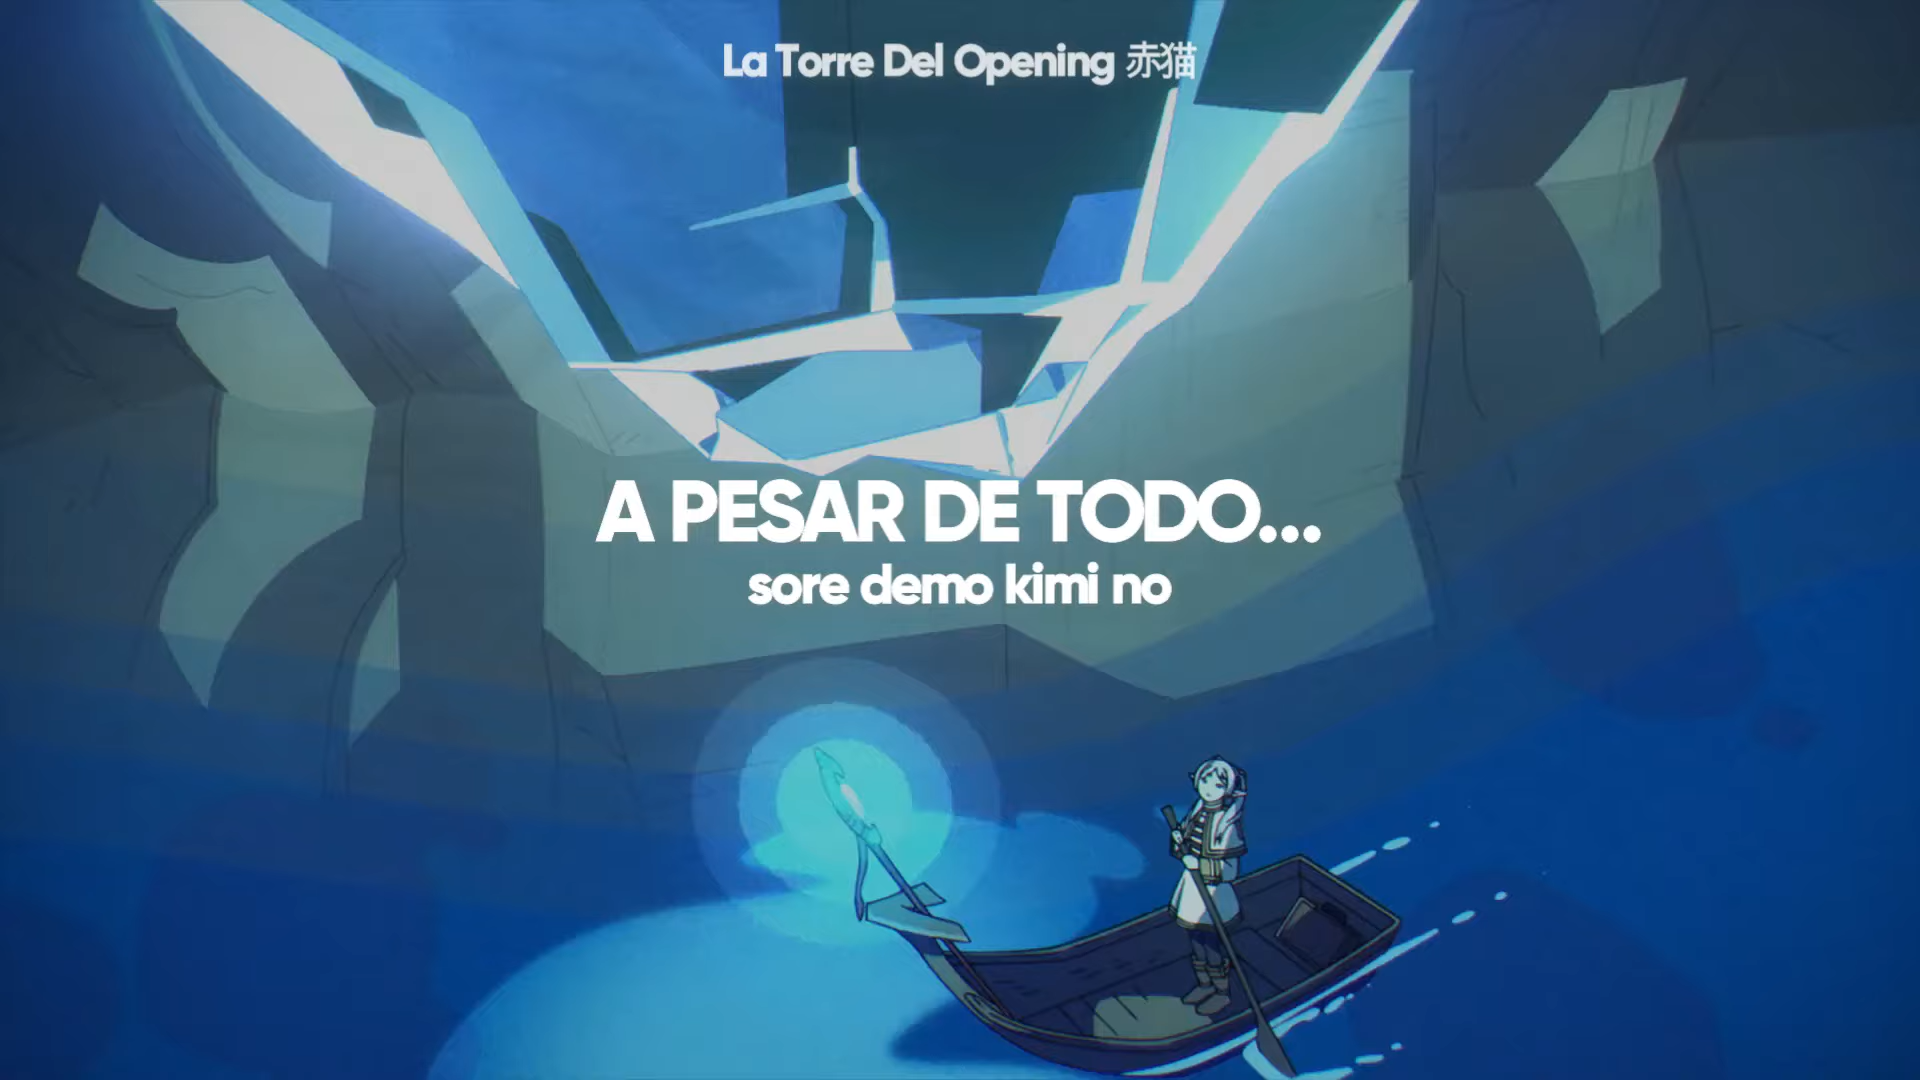 La Torre Del Opening 赤猫
A PESAR DE TODO...
sore demo kimi no